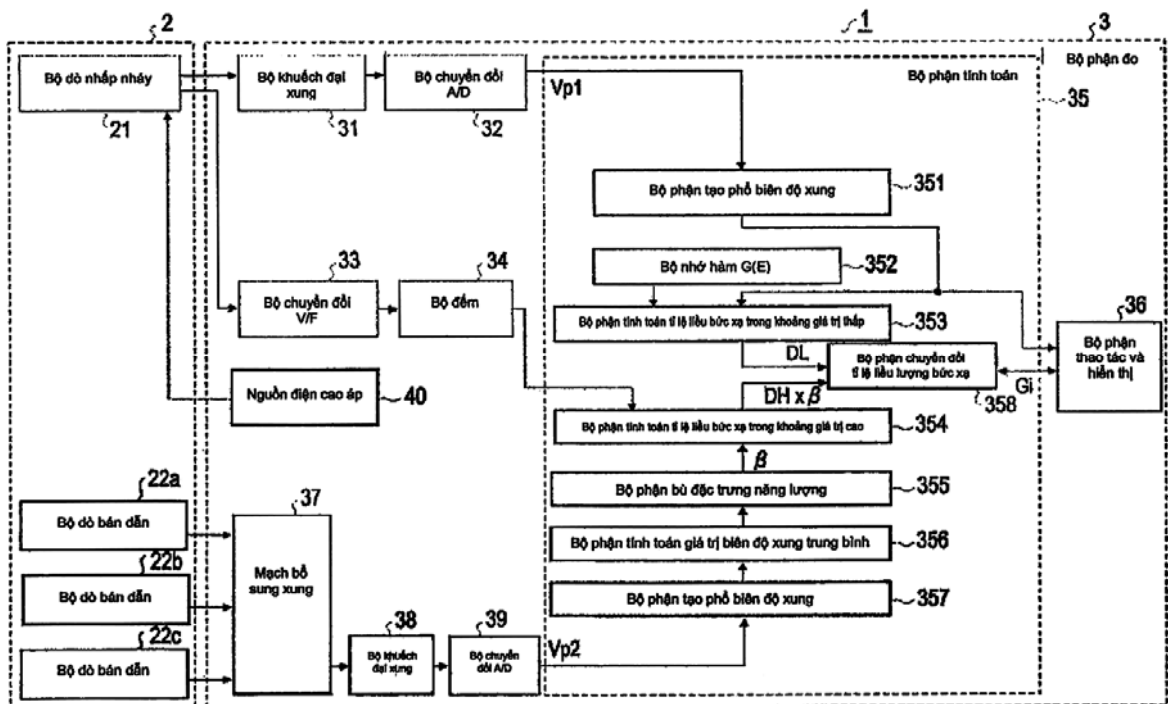 1
2
3
Bộ dò nhấp nháy
21
Bộ khuếch đại
xung
31
Bộ chuyển đổi
A/D
32
Vp1
Bộ phận tính toán
Bộ phận đo
35
Bộ phận tạo phổ biên độ xung
351
Bộ nhớ hàm G(E)
352
33
Bộ chuyển đổi
V/F
34
Bộ đếm
Bộ phận tính toán tỉ lệ liều bức xạ trong khoảng giá trị thấp
353
36
Bộ phận
thao tác và
hiển thị
DL
Bộ phận chuyển đổi
tỉ lệ liều lượng bức xạ
358
Gi
Nguồn điện cao áp
40
DH x β
Bộ phận tính toán tỉ lệ liều bức xạ trong khoảng giá trị cao
354
β
Bộ phận bù đặc trưng năng lượng
355
22a
Bộ dò bán dẫn
37
Mạch bổ
sung xung
Bộ phận tính toán giá trị biên độ xung trung bình
356
22b
Bộ dò bán dẫn
Bộ phận tạo phổ biên độ xung
357
22c
Bộ dò bán dẫn
38
Bộ khuếch
đại xung
39
Bộ chuyển
đổi A/D
Vp2